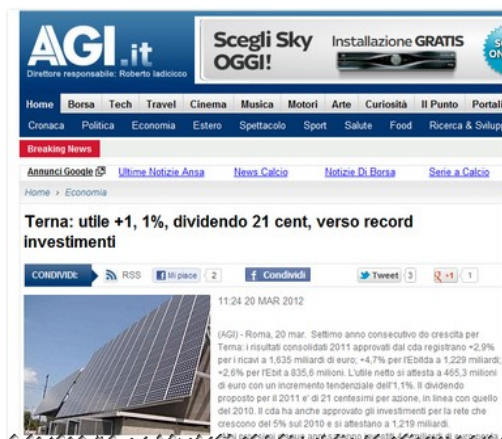 AGI.it
Direttore responsabile: Roberto Iadicicco
Scegli Sky
OGGI!
Installazione GRATIS
Home Borsa Tech Travel Cinema Musica Motori Arte Curiosità Il Punto Portali
Cronaca Politica Economia Estero Spettacolo Sport Salute Food Ricerca & Svilupp
Breaking News
Annunci Google Ultime Notizie Ansa News Calcio Notizie Di Borsa Serie a Calcio
Home > Economia
Terna: utile +1, 1%, dividendo 21 cent, verso record
investimenti
CONDIVIDI: RSS Mi piace 2 Condividi Tweet 3 +1 1
11:24 20 MAR 2012
(AGI) - Roma, 20 mar. Settimo anno consecutivo do crescita per
Terna: i risultati consolidati 2011 approvati dal cda registrano +2,9%
per i ricavi a 1,635 miliardi di euro; +4,7% per l'Ebitda a 1,229 miliardi;
+2,6% per l'Ebit a 835,6 milioni. L'utile netto si attesta a 465,3 milioni
di euro con un incremento tendenziale dell'1,1%. Il dividendo
proposto per il 2011 e' di 21 centesimi per azione, in linea con quello
del 2010. Il cda ha anche approvato gli investimenti per la rete che
crescono del 5% sul 2010 e si attestano a 1,219 miliardi.